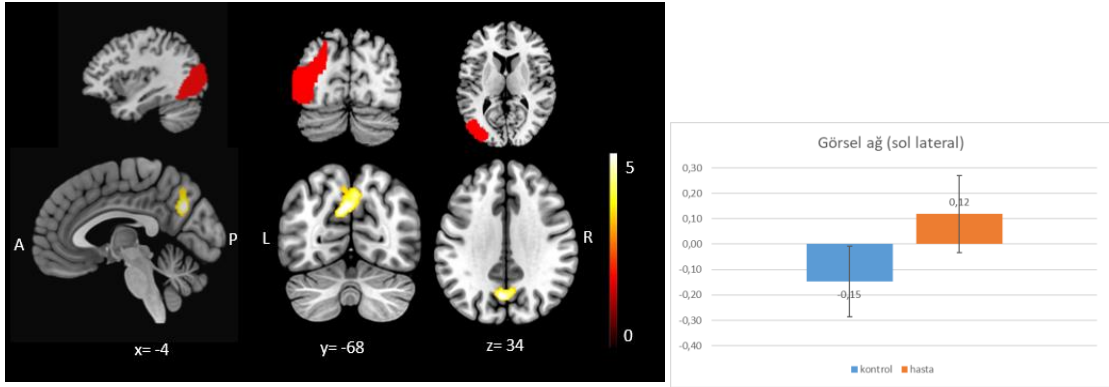 5
A
P
L
R
0
x= -4
y= -68
z= 34
Görsel ağ (sol lateral)
0,30
0,20
0,12
0,10
0,00
-0,10
-0,15
-0,20
-0,30
-0,40
kontrol hasta